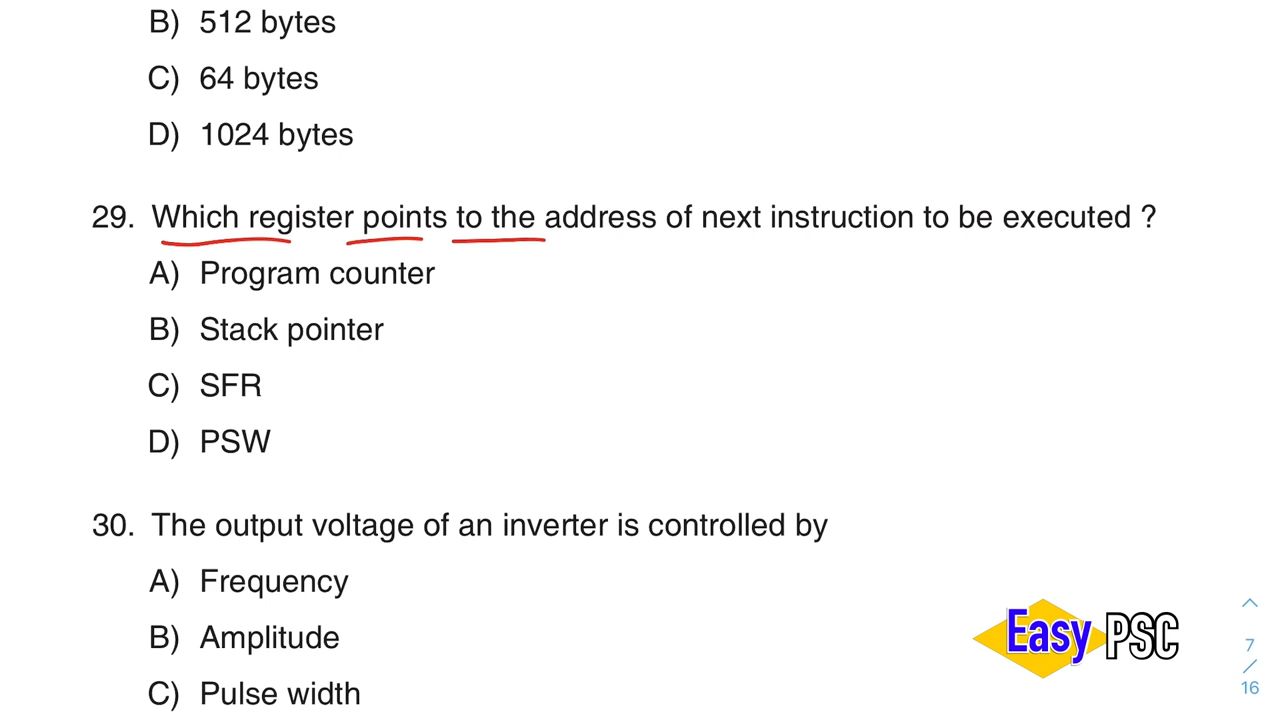 B) 512 bytes
C) 64 bytes
D) 1024 bytes
29. Which register points to the address of next instruction to be executed ?
A) Program counter
B) Stack pointer
C) SFR
D) PSW
30. The output voltage of an inverter is controlled by
A) Frequency
B) Amplitude
C) Pulse width
Easy PSC
7
/
16